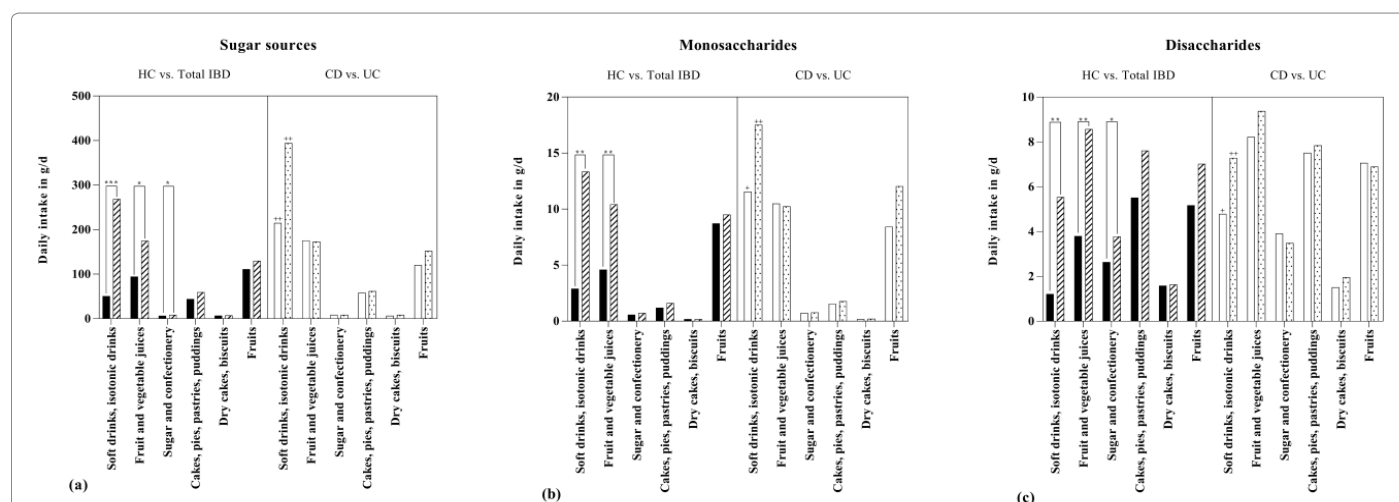 Sugar sources
HC vs. Total IBD
CD vs. UC
Daily intake in g/d
500
400
300
200
100
0
***
*
*
++
++
Soft drinks, isotonic drinks
Fruit and vegetable juices
Sugar and confectionery
Cakes, pies, pastries, puddings
Dry cakes, biscuits
Fruits
Soft drinks, isotonic drinks
Fruit and vegetable juices
Sugar and confectionery
Cakes, pies, pastries, puddings
Dry cakes, biscuits
Fruits
(a)
Monosaccharides
HC vs. Total IBD
CD vs. UC
Daily intake in g/d
20
15
10
5
0
**
**
+
++
Soft drinks, isotonic drinks
Fruit and vegetable juices
Sugar and confectionery
Cakes, pies, pastries, puddings
Dry cakes, biscuits
Fruits
Soft drinks, isotonic drinks
Fruit and vegetable juices
Sugar and confectionery
Cakes, pies, pastries, puddings
Dry cakes, biscuits
Fruits
(b)
Disaccharides
HC vs. Total IBD
CD vs. UC
Daily intake in g/d
10
8
6
4
2
0
**
**
*
+
++
Soft drinks, isotonic drinks
Fruit and vegetable juices
Sugar and confectionery
Cakes, pies, pastries, puddings
Dry cakes, biscuits
Fruits
Soft drinks, isotonic drinks
Fruit and vegetable juices
Sugar and confectionery
Cakes, pies, pastries, puddings
Dry cakes, biscuits
Fruits
(c)